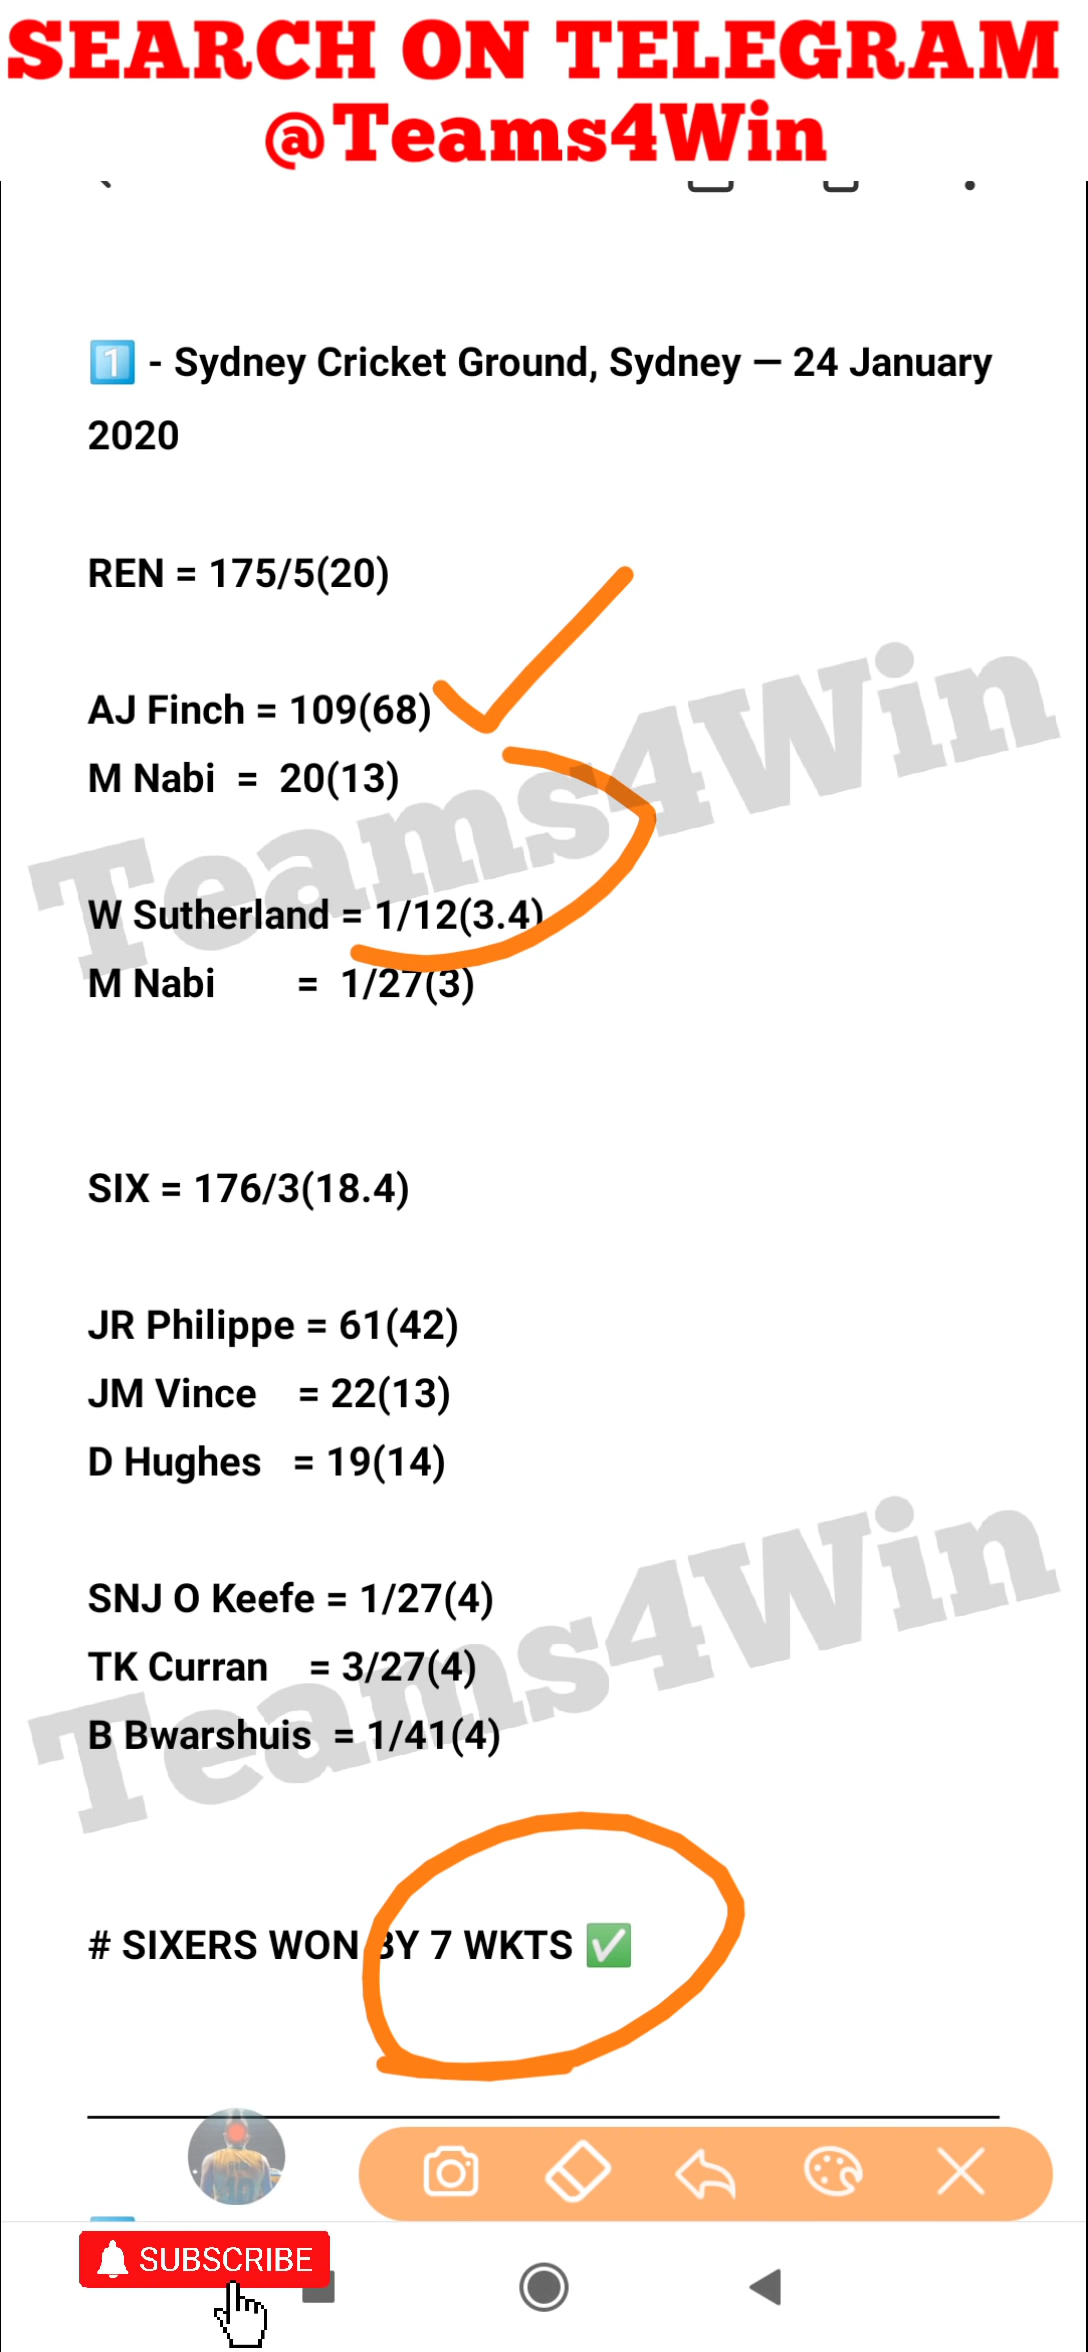 SEARCH ON TELEGRAM
@Teams4Win
1 - Sydney Cricket Ground, Sydney — 24 January
2020
REN = 175/5(20)
AJ Finch = 109(68)
M Nabi = 20(13)
Teams4Win
W Sutherland = 1/12(3.4)
M Nabi = 1/27(3)
SIX = 176/3(18.4)
JR Philippe = 61(42)
JM Vince = 22(13)
D Hughes = 19(14)
Teams4Win
SNJ O Keefe = 1/27(4)
TK Curran = 3/27(4)
B Bwarshuis = 1/41(4)
# SIXERS WON BY 7 WKTS ✅
SUBSCRIBE